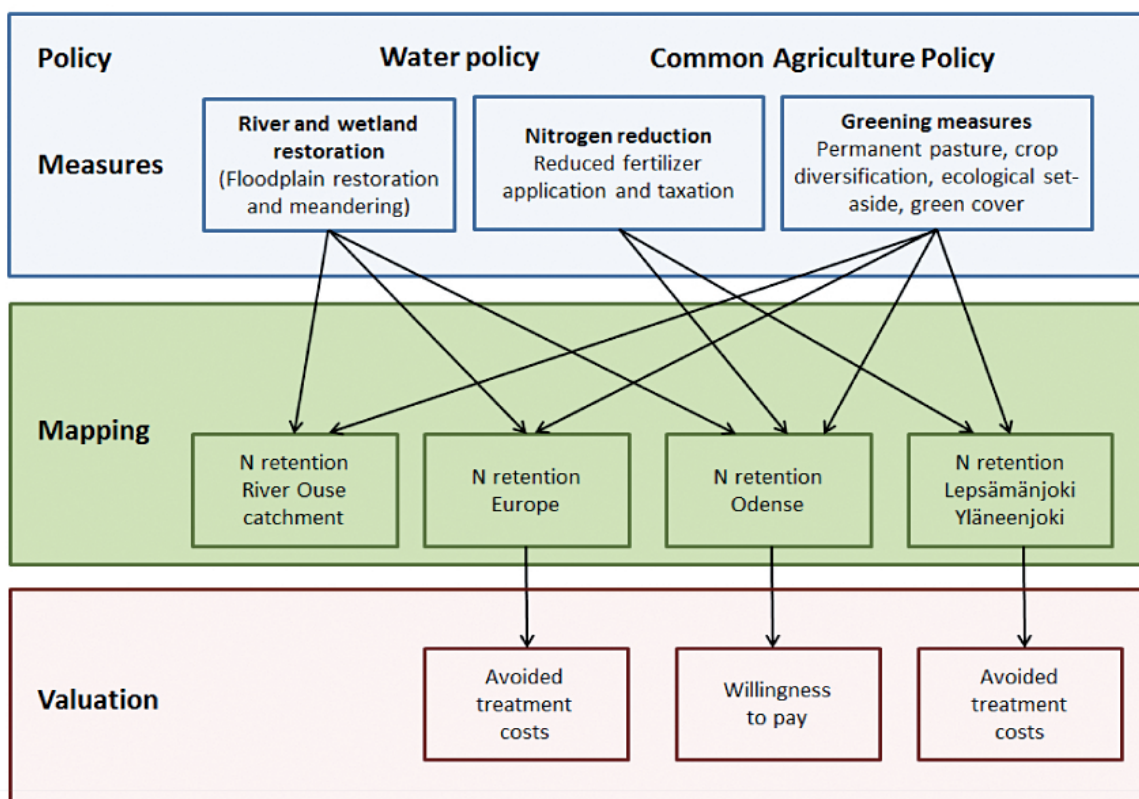 Policy
Water policy
Common Agriculture Policy
Measures
River and wetland
restoration
(Floodplain restoration
and meandering)
Nitrogen reduction
Reduced fertilizer
application and taxation
Greening measures
Permanent pasture, crop
diversification, ecological set-
aside, green cover
Mapping
N retention
River Ouse
catchment
N retention
Europe
N retention
Odense
N retention
Lepsämänjoki
Yläneenjoki
Valuation
Avoided
treatment
costs
Willingness
to pay
Avoided
treatment
costs